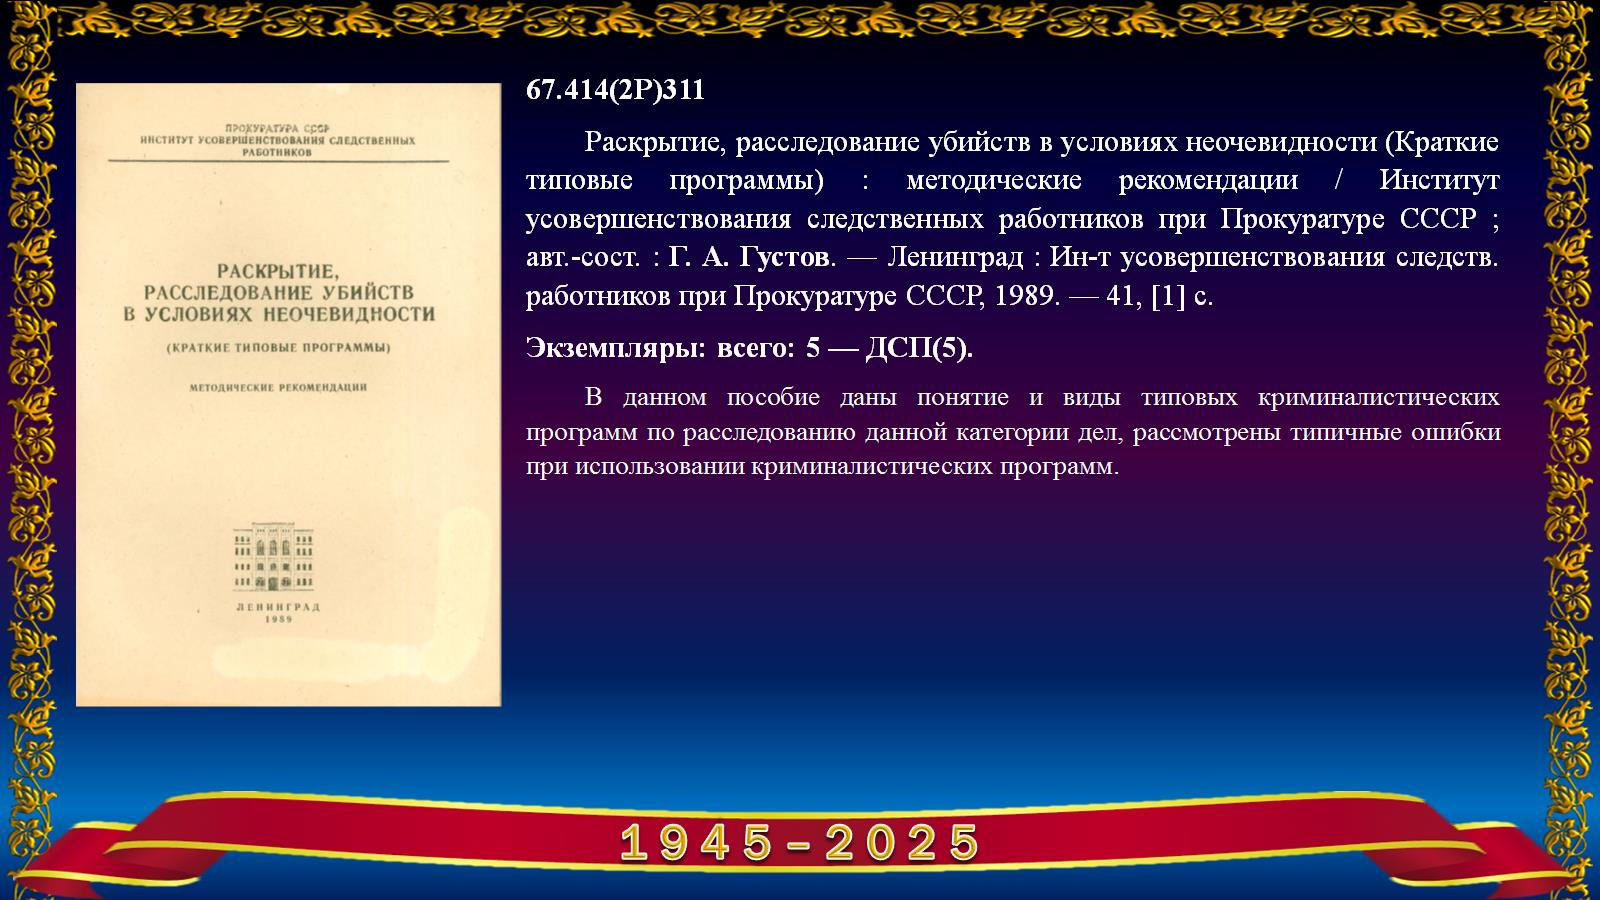 ПРОКУРАТУРА СССР
ИНСТИТУТ УСОВЕРШЕНСТВОВАНИЯ СЛЕДСТВЕННЫХ
РАБОТНИКОВ
РАСКРЫТИЕ,
РАССЛЕДОВАНИЕ УБИЙСТВ
В УСЛОВИЯХ НЕОЧЕВИДНОСТИ
(КРАТКИЕ ТИПОВЫЕ ПРОГРАММЫ)
МЕТОДИЧЕСКИЕ РЕКОМЕНДАЦИИ
ЛЕНИНГРАД
1989
67.414(2Р)311
Раскрытие, расследование убийств в условиях неочевидности (Краткие
типовые программы) : методические рекомендации / Институт
усовершенствования следственных работников при Прокуратуре СССР ;
авт.-сост. : Г. А. Густов. — Ленинград : Ин-т усовершенствования следств.
работников при Прокуратуре СССР, 1989. — 41, [1] с.
Экземпляры: всего: 5 — ДСП(5).
В данном пособие даны понятие и виды типовых криминалистических
программ по расследованию данной категории дел, рассмотрены типичные ошибки
при использовании криминалистических программ.
1945–2025